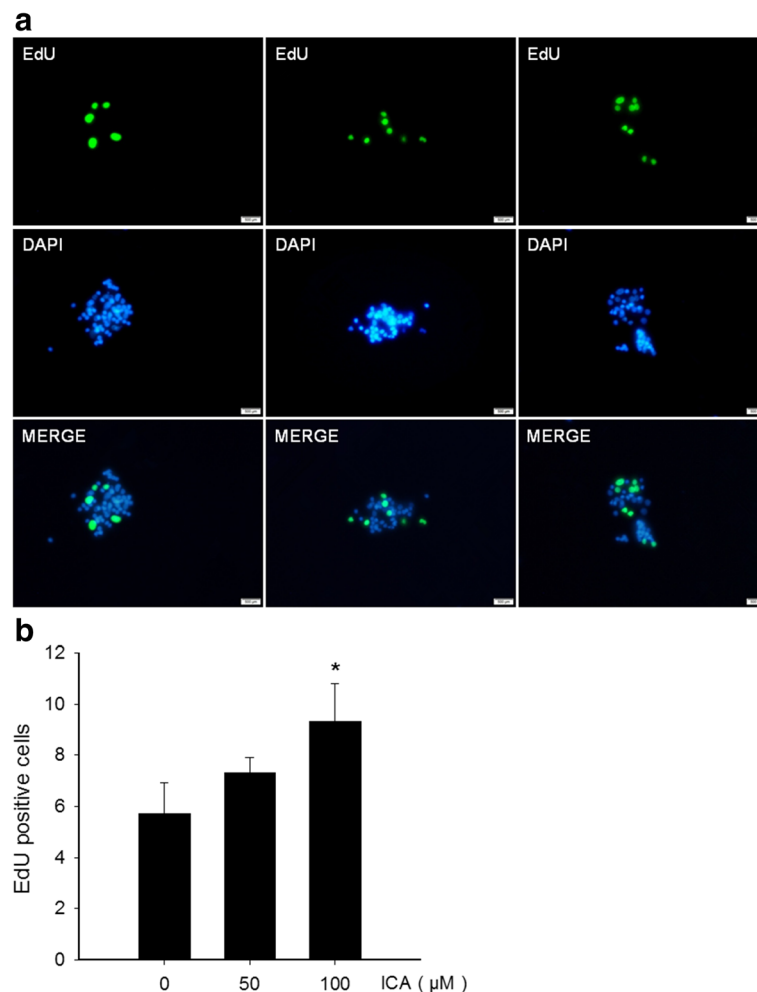 a
EdU
EdU
EdU
DAPI
DAPI
DAPI
MERGE
MERGE
MERGE
b
12
10
8
6
4
2
0
EdU positive cells
*
0 50 100 ICA ( μM )